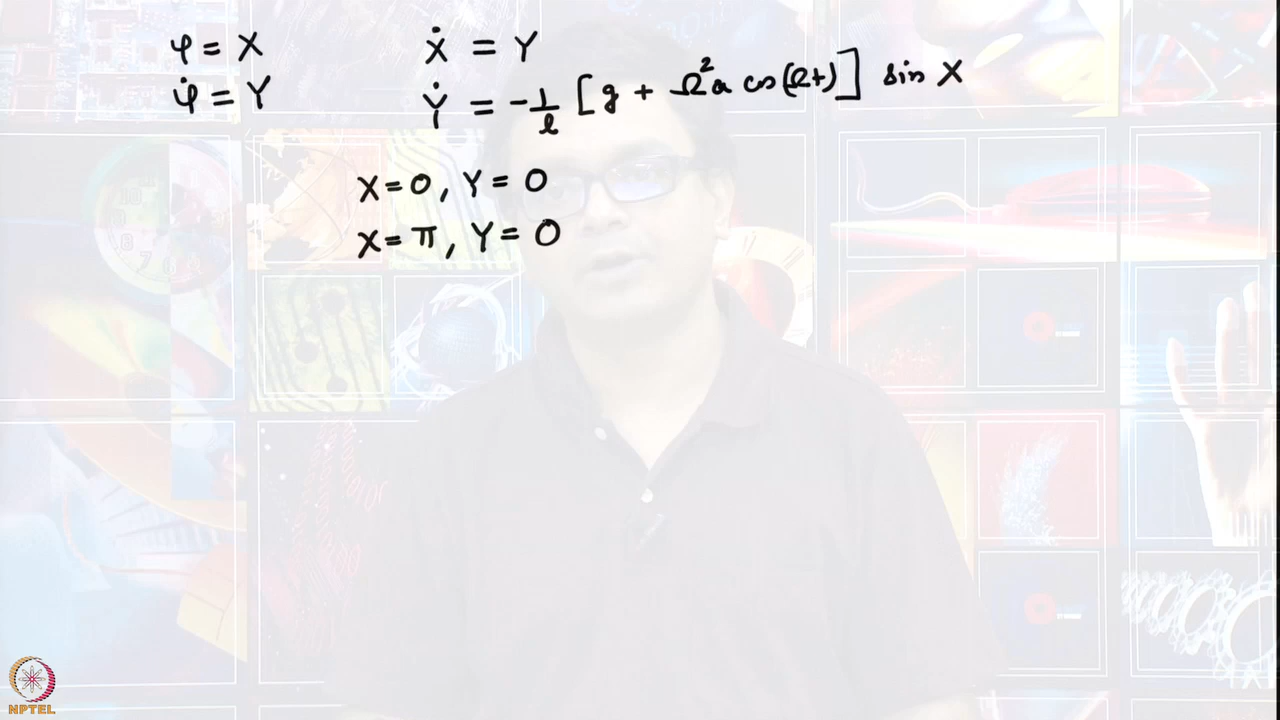 φ = X
φ̇ = Y
Ẋ = Y
Ẏ = -1/l [g + Ω²a cos(Ωt)] sin X
X = 0, Y = 0
X = π, Y = 0
NPTEL